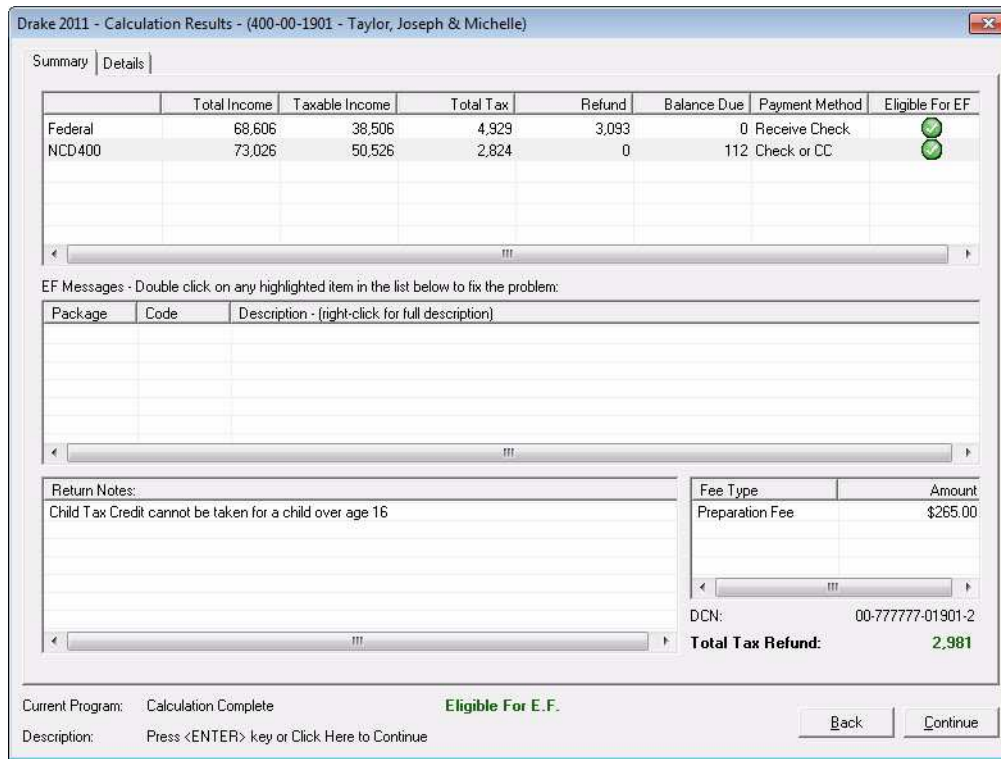 Drake 2011 - Calculation Results - (400-00-1901 - Taylor, Joseph & Michelle)
Summary Details
Total Income Taxable Income Total Tax Refund Balance Due Payment Method Eligible For EF
Federal 68,606 38,506 4,929 3,093 0 Receive Check
NCD400 73,026 50,526 2,824 0 112 Check or CC
EF Messages - Double click on any highlighted item in the list below to fix the problem:
Package Code Description - (right-click for full description)
Return Notes:
Child Tax Credit cannot be taken for a child over age 16
Fee Type Amount
Preparation Fee $265.00
DCN: 00-777777-01901-2
Total Tax Refund: 2,981
Current Program: Calculation Complete Eligible For E.F.
Description: Press <ENTER> key or Click Here to Continue
Back Continue